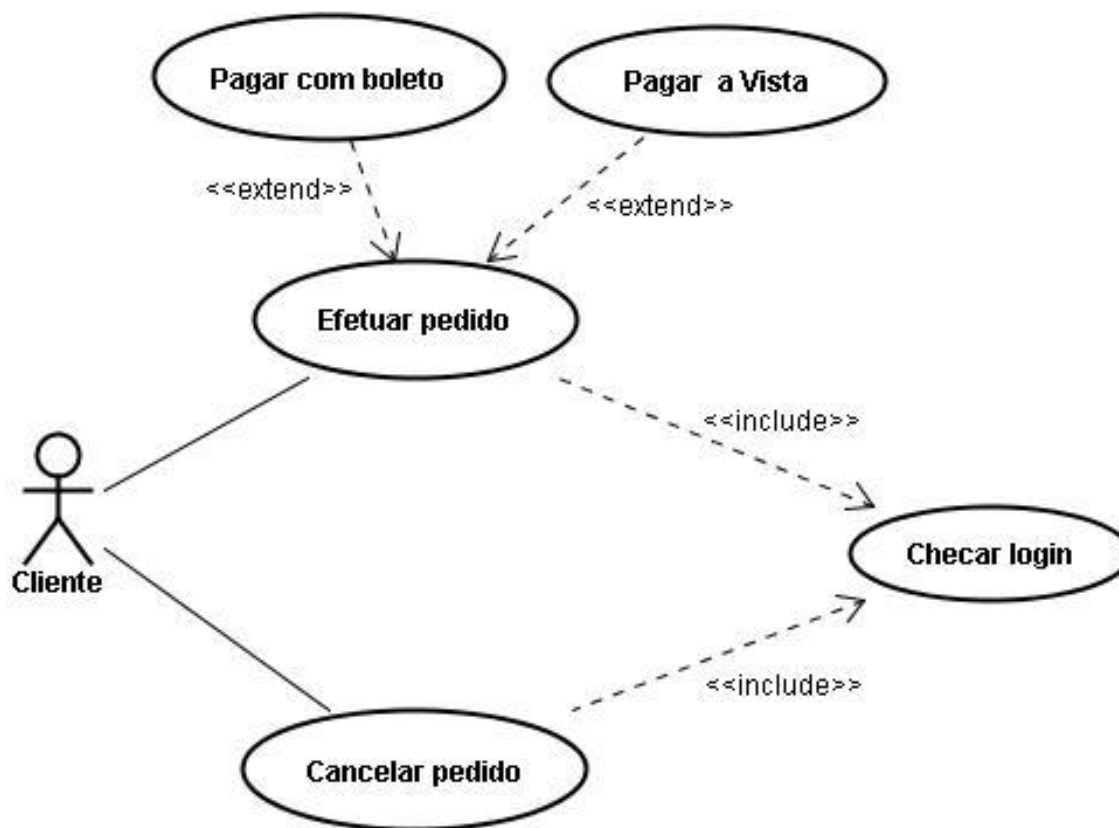 Pagar com boleto
Pagar a Vista
<<extend>>
<<extend>>
Efetuar pedido
<<include>>
Cliente
Checar login
<<include>>
Cancelar pedido